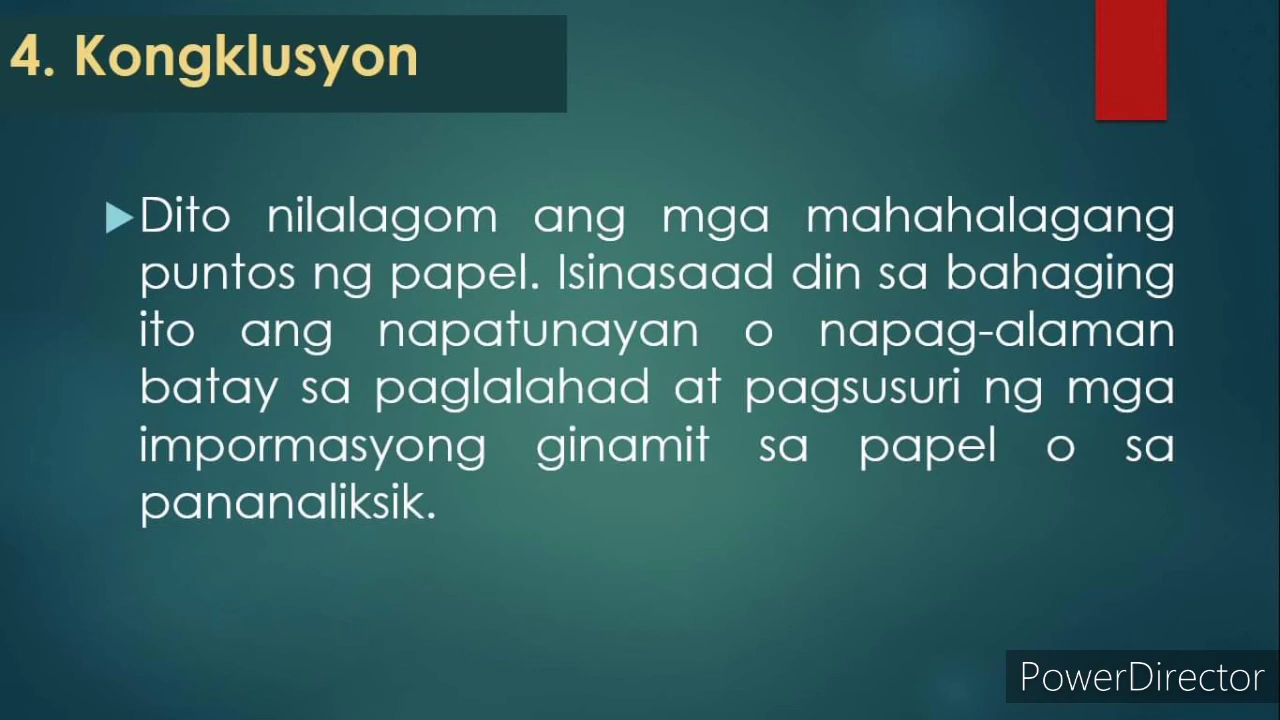 4. Kongklusyon
Dito nilalagom ang mga mahahalagang
puntos ng papel. Isinasaad din sa bahaging
ito ang napatunayan o napag-alaman
batay sa paglalahad at pagsusuri ng mga
impormasyong ginamit sa papel o sa
pananaliksik.
PowerDirector